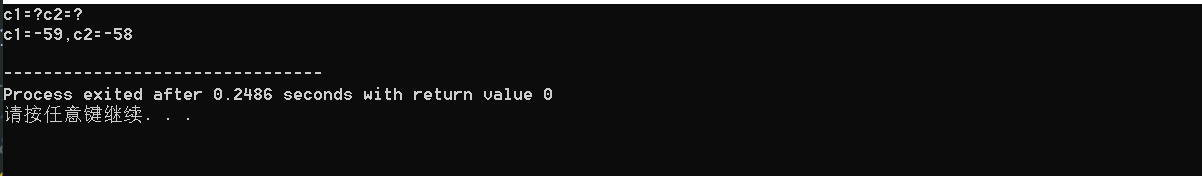 c1=?c2=?
c1=-59,c2=-58
--------------------------------
Process exited after 0.2486 seconds with return value 0
请按任意键继续. . .